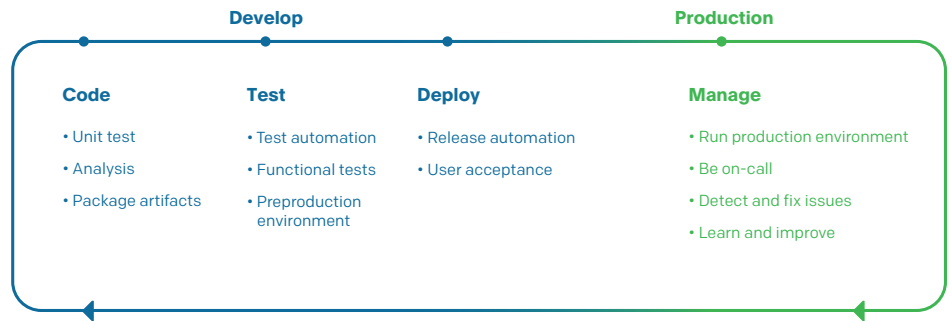 Develop
Production
Code
• Unit test
• Analysis
• Package artifacts
Test
• Test automation
• Functional tests
• Preproduction
environment
Deploy
• Release automation
• User acceptance
Manage
• Run production environment
• Be on-call
• Detect and fix issues
• Learn and improve